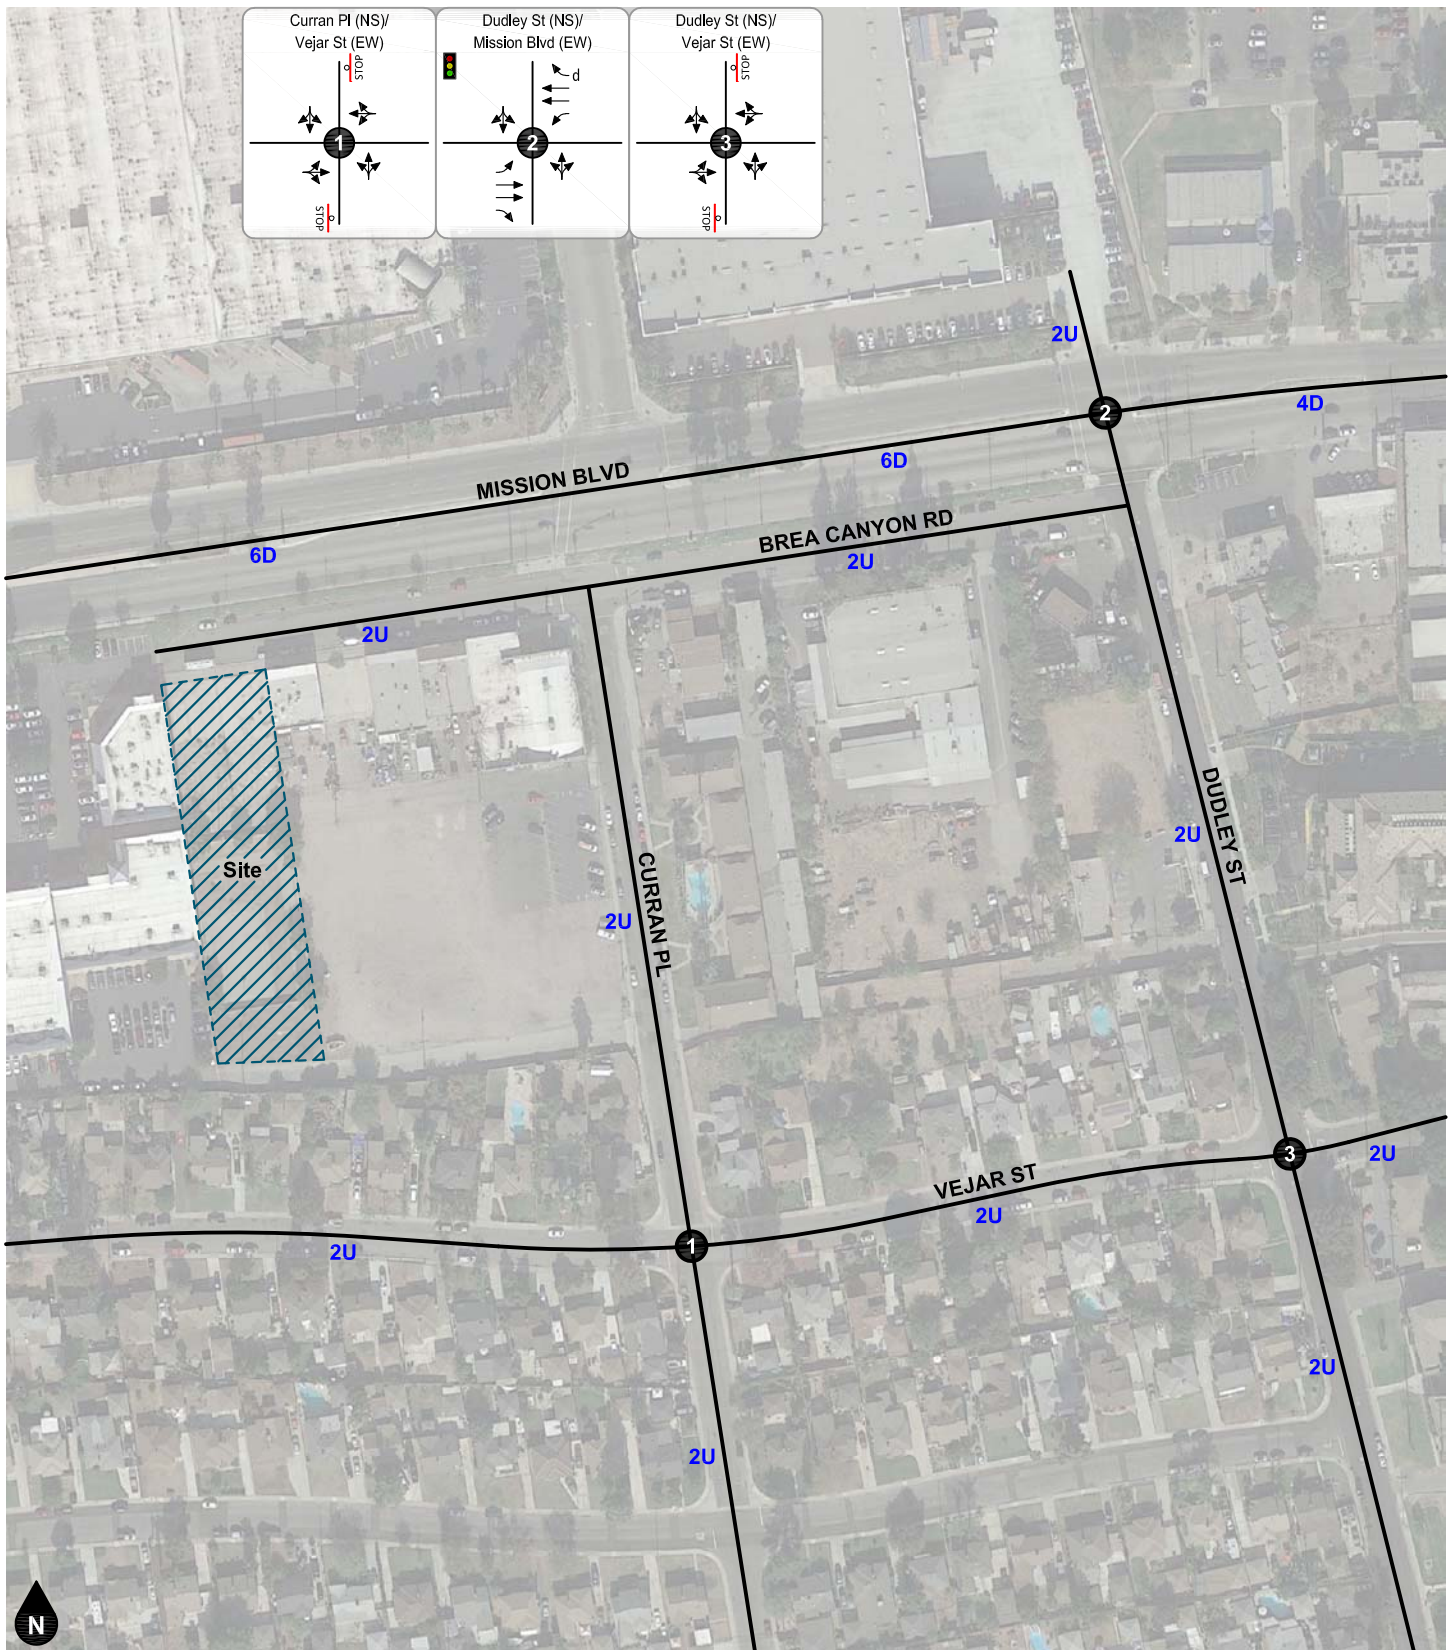 Curran Pl (NS)/
Vejar St (EW)
STOP
1
STOP
Dudley St (NS)/
Mission Blvd (EW)
d
2
Dudley St (NS)/
Vejar St (EW)
STOP
3
STOP
2U
2
4D
6D
MISSION BLVD
BREA CANYON RD
6D
2U
2U
DUDLEY ST
2U
Site
CURRAN PL
2U
3
2U
VEJAR ST
2U
1
2U
2U
2U
N